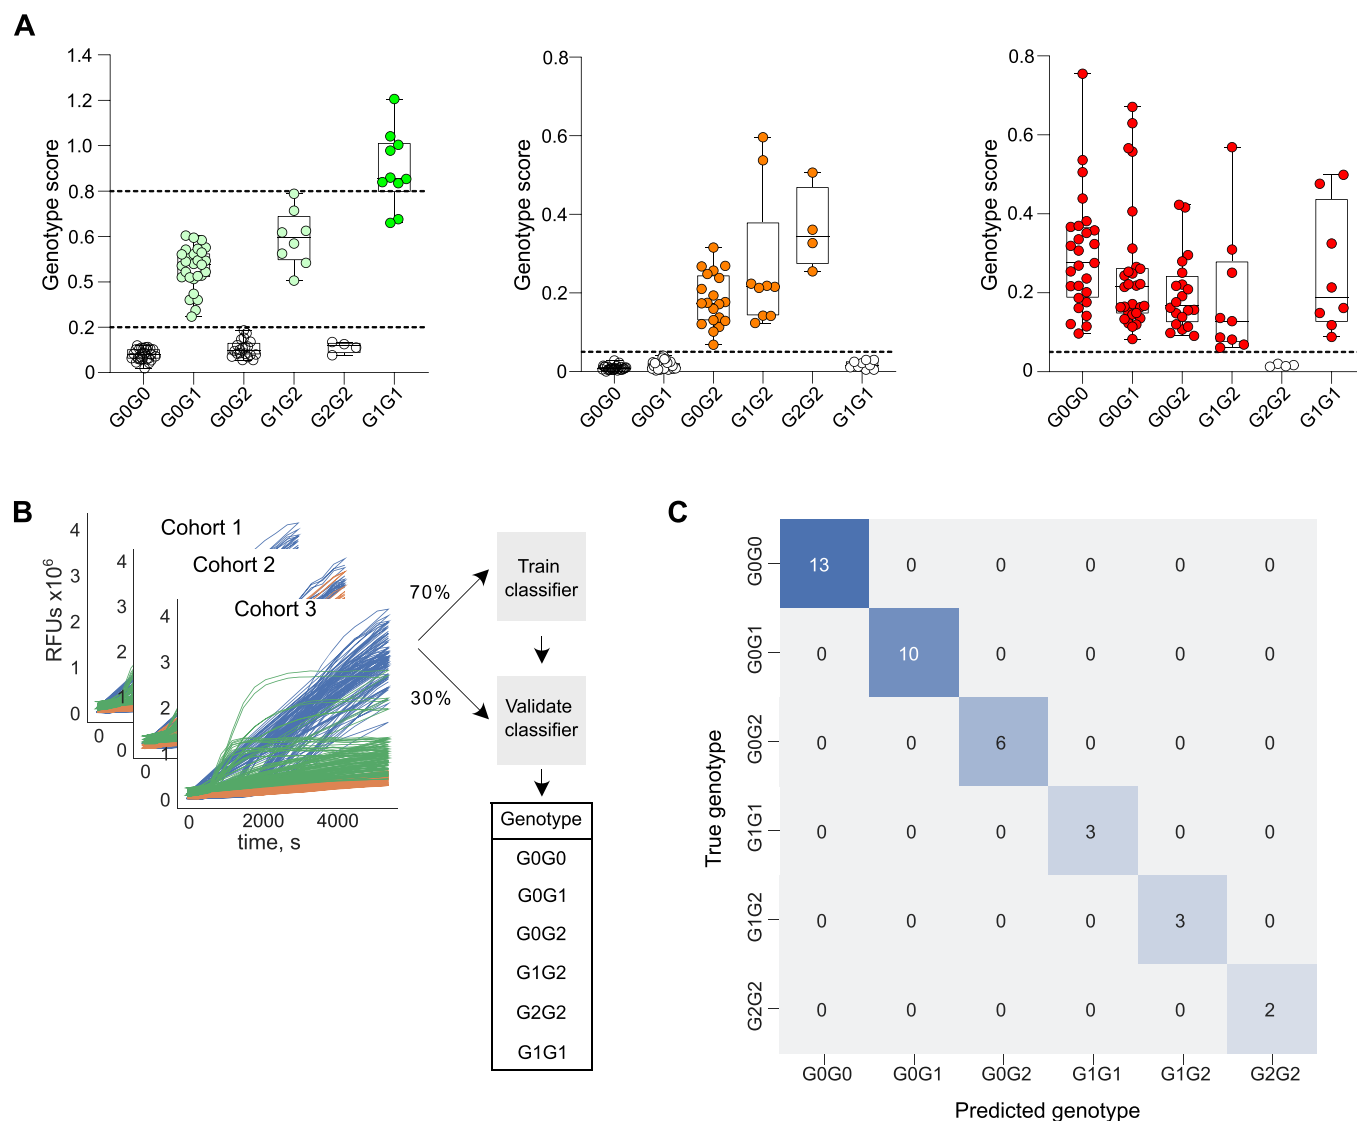 A
Genotype score
1.4
1.2
1.0
0.8
0.6
0.5
0.2
0
G0G0
G0G1
G0G2
G1G2
G2G2
G1G1
Genotype score
0.8
0.6
0.4
0.2
0
G0G0
G0G1
G0G2
G1G2
G2G2
G1G1
Genotype score
0.8
0.6
0.4
0.2
0
G0G0
G0G1
G0G2
G1G2
G2G2
G1G1
B
Cohort 1
RFUs x10⁶
4
3
2
1
0
0
Cohort 2
4
3
2
1
0
0
Cohort 3
4
3
2
1
0
0 2000 4000
time, s
70%
30%
Train
classifier
Validate
classifier
Genotype
G0G0
G0G1
G0G2
G1G2
G2G2
G1G1
C
True genotype
G0G0 13 0 0 0 0 0
G0G1 0 10 0 0 0 0
G0G2 0 0 6 0 0 0
G1G1 0 0 0 3 0 0
G1G2 0 0 0 0 3 0
G2G2 0 0 0 0 0 2
G0G0 G0G1 G0G2 G1G1 G1G2 G2G2
Predicted genotype